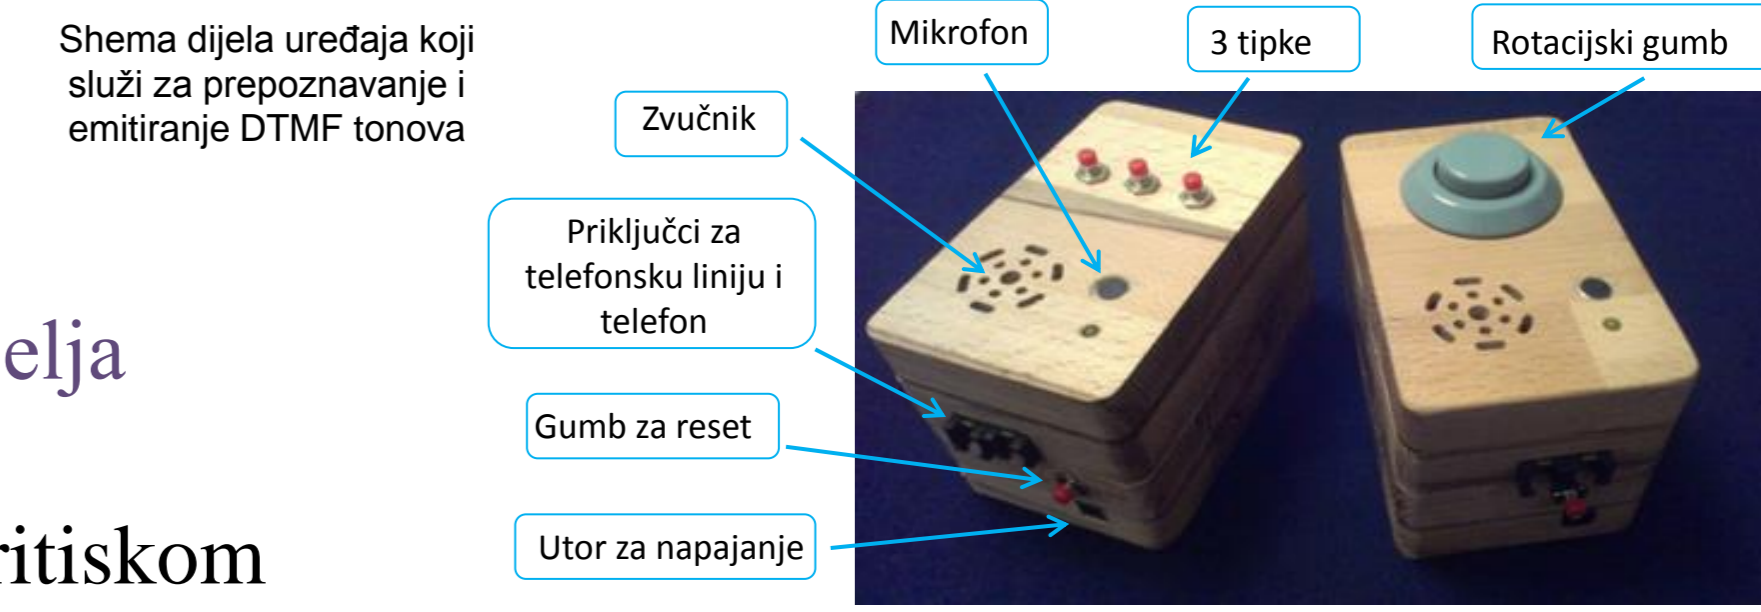 Shema dijela uređaja koji
služi za prepoznavanje i
emitiranje DTMF tonova
Mikrofon
3 tipke
Rotacijski gumb
Zvučnik
Priključci za
telefonsku liniju i
telefon
elja
Gumb za reset
ritiskom
Utor za napajanje